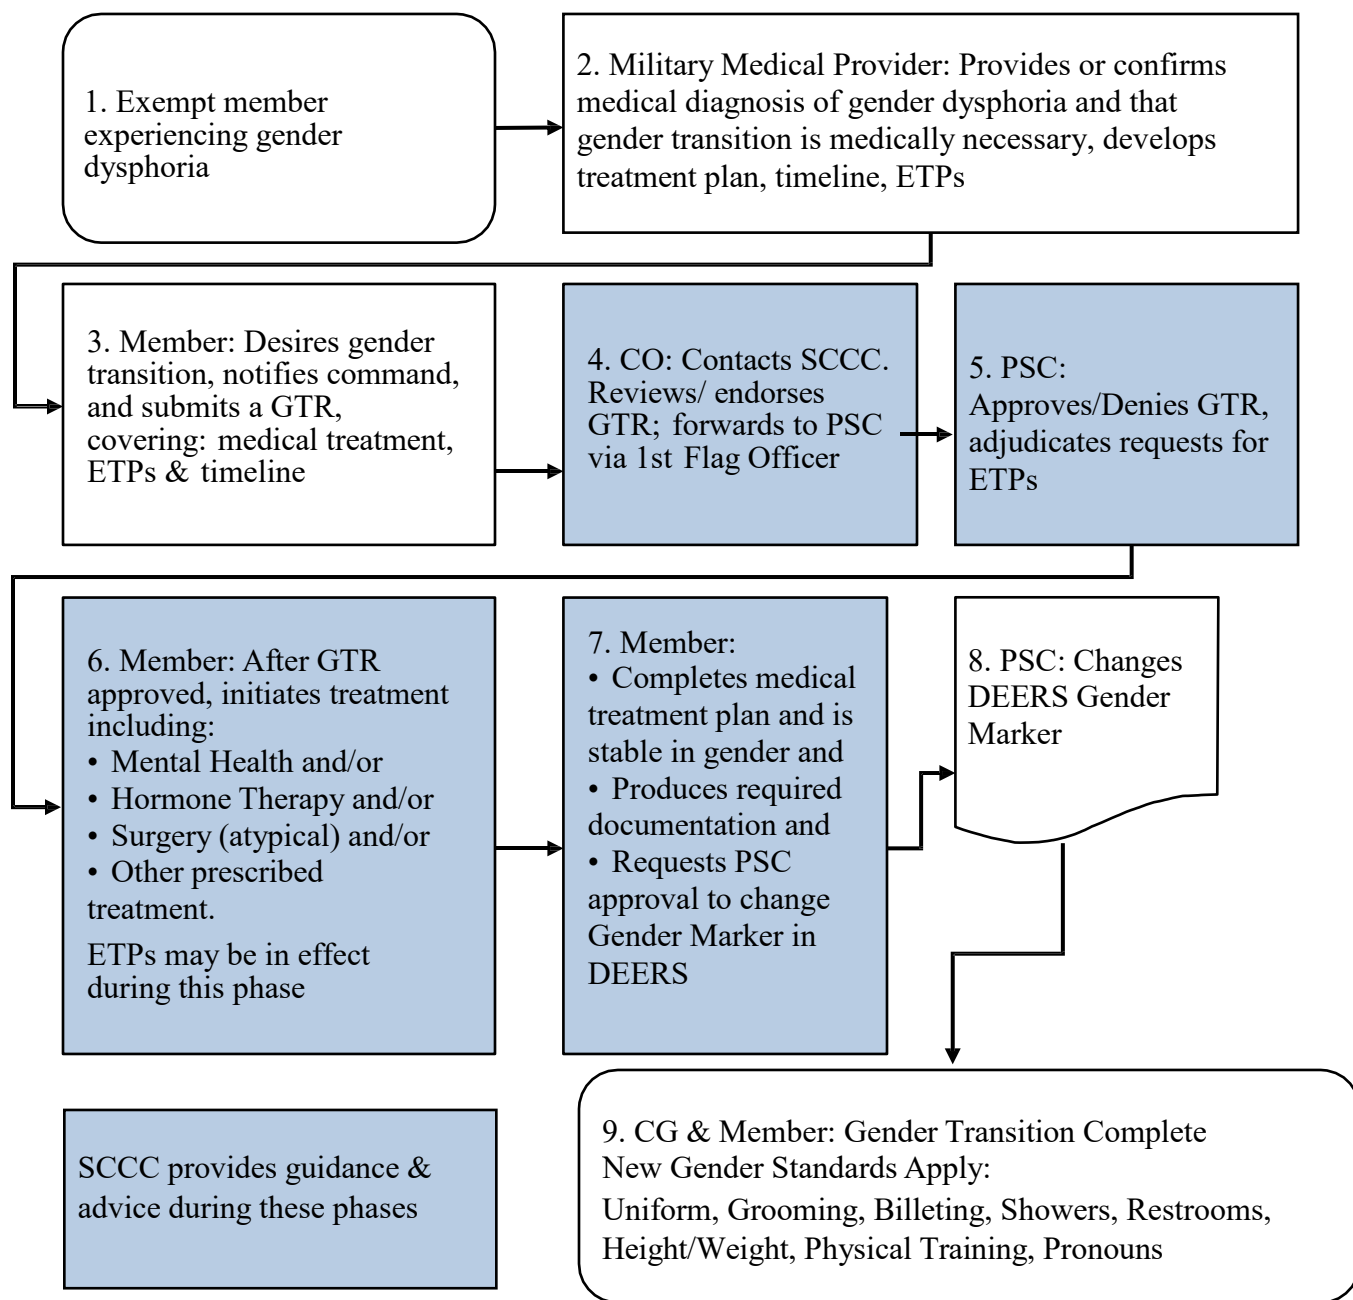 1. Exempt member
experiencing gender
dysphoria
2. Military Medical Provider: Provides or confirms
medical diagnosis of gender dysphoria and that
gender transition is medically necessary, develops
treatment plan, timeline, ETPs
3. Member: Desires gender
transition, notifies command,
and submits a GTR,
covering: medical treatment,
ETPs & timeline
4. CO: Contacts SCCC.
Reviews/ endorses
GTR; forwards to PSC
via 1st Flag Officer
5. PSC:
Approves/Denies GTR,
adjudicates requests for
ETPs
6. Member: After GTR
approved, initiates treatment
including:
• Mental Health and/or
• Hormone Therapy and/or
• Surgery (atypical) and/or
• Other prescribed
treatment.
ETPs may be in effect
during this phase
7. Member:
• Completes medical
treatment plan and is
stable in gender and
• Produces required
documentation and
• Requests PSC
approval to change
Gender Marker in
DEERS
8. PSC: Changes
DEERS Gender
Marker
SCCC provides guidance &
advice during these phases
9. CG & Member: Gender Transition Complete
New Gender Standards Apply:
Uniform, Grooming, Billeting, Showers, Restrooms,
Height/Weight, Physical Training, Pronouns